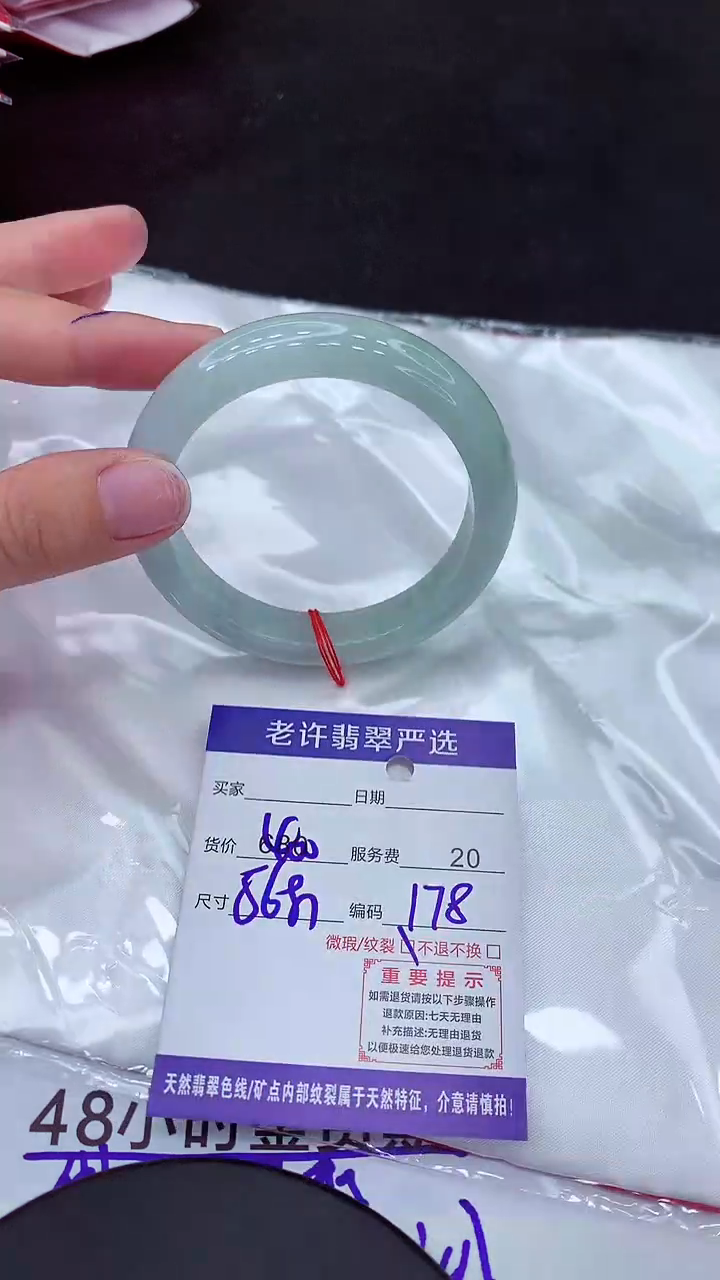 老许翡翠严选
买家 日期
货价 服务费 20
尺寸 56 编码 178
微瑕/纹裂 不退不换
重要提示
如需退货请按以下步骤操作
退款原因:七天无理由
补充描述:无理由退货
以便极速给您处理退货退款
天然翡翠色线/矿点内部纹裂属于天然特征，介意请慎拍!
48小时